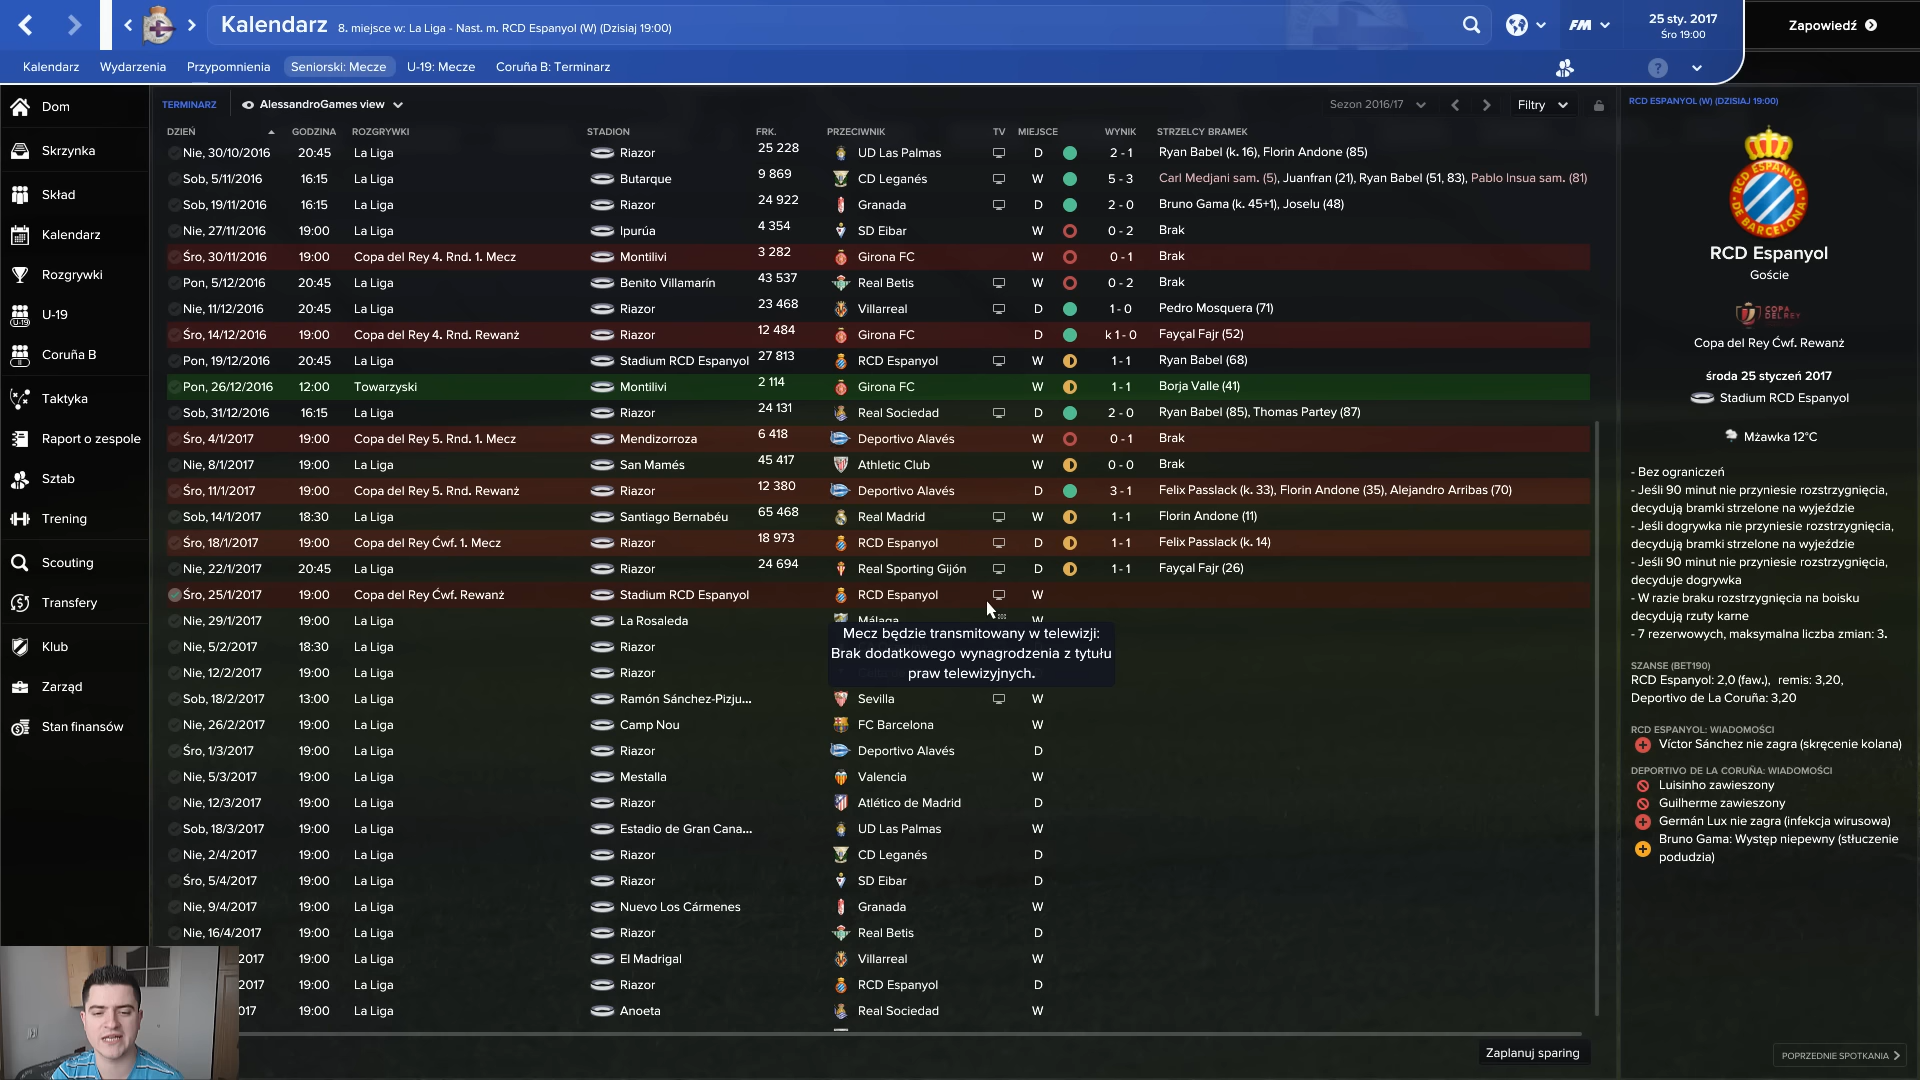 Kalendarz 8. miejsce w: La Liga - Nast. m. RCD Espanyol (W) (Dzisiaj 19:00)
FM
25 sty. 2017
Śro 19:00
Zapowiedź
Kalendarz Wydarzenia Przypomnienia Seniorski: Mecze U-19: Mecze Coruña B: Terminarz
?
Dom
Skrzynka
Skład
Kalendarz
Rozgrywki
U-19
Coruña B
Taktyka
Raport o zespole
Sztab
Trening
Scouting
Transfery
Klub
Zarząd
Stan finansów
TERMINARZ AlessandroGames view Sezon 2016/17 Filtry
DZIEŃ GODZINA ROZGRYWKI STADION FRK. PRZECIWNIK TV MIEJSCE WYNIK STRZELCY BRAMEK
Nie, 30/10/2016 20:45 La Liga Riazor 25 228 UD Las Palmas D 2 - 1 Ryan Babel (k. 16), Florin Andone (85)
Sob, 5/11/2016 16:15 La Liga Butarque 9 869 CD Leganés W 5 - 3 Carl Medjani sam. (5), Juanfran (21), Ryan Babel (51, 83), Pablo Insua sam. (81)
Sob, 19/11/2016 16:15 La Liga Riazor 24 922 Granada D 2 - 0 Bruno Gama (k. 45+1), Joselu (48)
Nie, 27/11/2016 19:00 La Liga Ipurúa 4 354 SD Eibar W 0 - 2 Brak
Śro, 30/11/2016 19:00 Copa del Rey 4. Rnd. 1. Mecz Montilivi 3 282 Girona FC W 0 - 1 Brak
Pon, 5/12/2016 20:45 La Liga Benito Villamarín 43 537 Real Betis W 0 - 2 Brak
Nie, 11/12/2016 20:45 La Liga Riazor 23 468 Villarreal D 1 - 0 Pedro Mosquera (71)
Śro, 14/12/2016 19:00 Copa del Rey 4. Rnd. Rewanż Riazor 12 484 Girona FC D k 1 - 0 Fayçal Fajr (52)
Pon, 19/12/2016 20:45 La Liga Stadium RCD Espanyol 27 813 RCD Espanyol W 1 - 1 Ryan Babel (68)
Pon, 26/12/2016 12:00 Towarzyski Montilivi 2 114 Girona FC W 1 - 1 Borja Valle (41)
Sob, 31/12/2016 16:15 La Liga Riazor 24 131 Real Sociedad D 2 - 0 Ryan Babel (85), Thomas Partey (87)
Śro, 4/1/2017 19:00 Copa del Rey 5. Rnd. 1. Mecz Mendizorroza 6 418 Deportivo Alavés W 0 - 1 Brak
Nie, 8/1/2017 19:00 La Liga San Mamés 45 417 Athletic Club W 0 - 0 Brak
Śro, 11/1/2017 19:00 Copa del Rey 5. Rnd. Rewanż Riazor 12 380 Deportivo Alavés D 3 - 1 Felix Passlack (k. 33), Florin Andone (35), Alejandro Arribas (70)
Sob, 14/1/2017 18:30 La Liga Santiago Bernabéu 65 468 Real Madrid W 1 - 1 Florin Andone (11)
Śro, 18/1/2017 19:00 Copa del Rey Ćwf. 1. Mecz Riazor 18 973 RCD Espanyol D 1 - 1 Felix Passlack (k. 14)
Nie, 22/1/2017 20:45 La Liga Riazor 24 694 Real Sporting Gijón D 1 - 1 Fayçal Fajr (26)
Śro, 25/1/2017 19:00 Copa del Rey Ćwf. Rewanż Stadium RCD Espanyol RCD Espanyol W
Nie, 29/1/2017 19:00 La Liga La Rosaleda Málaga W
Nie, 5/2/2017 18:30 La Liga Riazor
Nie, 12/2/2017 19:00 La Liga Riazor
Mecz będzie transmitowany w telewizji:
Brak dodatkowego wynagrodzenia z tytułu
praw telewizyjnych.
Sob, 18/2/2017 13:00 La Liga Ramón Sánchez-Pizju... Sevilla W
Nie, 26/2/2017 19:00 La Liga Camp Nou FC Barcelona W
Śro, 1/3/2017 19:00 La Liga Riazor Deportivo Alavés D
Nie, 5/3/2017 19:00 La Liga Mestalla Valencia W
Nie, 12/3/2017 19:00 La Liga Riazor Atlético de Madrid D
Sob, 18/3/2017 19:00 La Liga Estadio de Gran Cana... UD Las Palmas W
Nie, 2/4/2017 19:00 La Liga Riazor CD Leganés D
Śro, 5/4/2017 19:00 La Liga Riazor SD Eibar D
Nie, 9/4/2017 19:00 La Liga Nuevo Los Cármenes Granada W
Nie, 16/4/2017 19:00 La Liga Riazor Real Betis D
2017 19:00 La Liga El Madrigal Villarreal W
2017 19:00 La Liga Riazor RCD Espanyol D
017 19:00 La Liga Anoeta Real Sociedad W
Zaplanuj sparing
RCD ESPANYOL (W) (DZISIAJ 19:00)
RCD ESPANYOL
DE BARCELONA
RCD Espanyol
Goście
COPA
DEL REY
Copa del Rey Ćwf. Rewanż
środa 25 styczeń 2017
Stadium RCD Espanyol
Mżawka 12°C
- Bez ograniczeń
- Jeśli 90 minut nie przyniesie rozstrzygnięcia,
decydują bramki strzelone na wyjeździe
- Jeśli dogrywka nie przyniesie rozstrzygnięcia,
decydują bramki strzelone na wyjeździe
- Jeśli 90 minut nie przyniesie rozstrzygnięcia,
decyduje dogrywka
- W razie braku rozstrzygnięcia na boisku
decydują rzuty karne
- 7 rezerwowych, maksymalna liczba zmian: 3.
SZANSE (BET190)
RCD Espanyol: 2,0 (faw.), remis: 3,20,
Deportivo de La Coruña: 3,20
RCD ESPANYOL: WIADOMOŚCI
Víctor Sánchez nie zagra (skręcenie kolana)
DEPORTIVO DE LA CORUÑA: WIADOMOŚCI
Luisinho zawieszony
Guilherme zawieszony
Germán Lux nie zagra (infekcja wirusowa)
Bruno Gama: Występ niepewny (stłuczenie
podudzia)
POPRZEDNIE SPOTKANIA